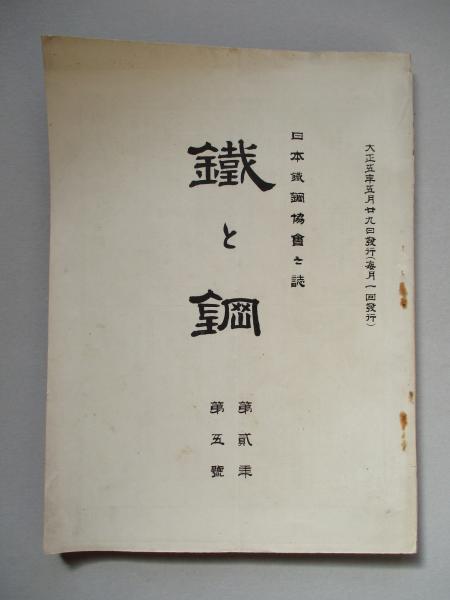 大正五年五月廿九日發行(每月一回發行)
日本鐵鋼協會々誌
鐵と鋼
第貳年
第五號